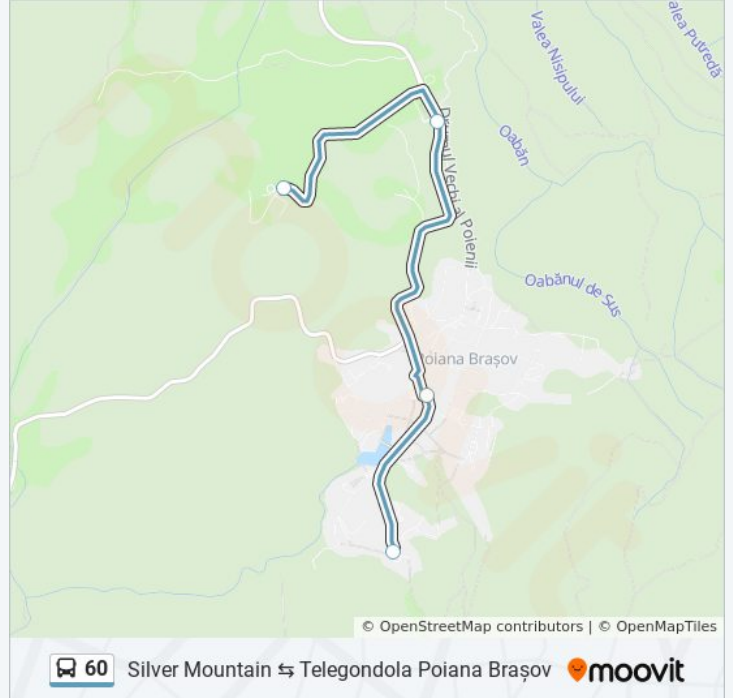 alea Putredă
Valea Nisipului
Oabăn
Drumul Vechi al Poienii
Oabănul de Sus
Poiana Brașov
© OpenStreetMap contributors | © OpenMapTiles
60 Silver Mountain ⇆ Telegondola Poiana Brașov moovit